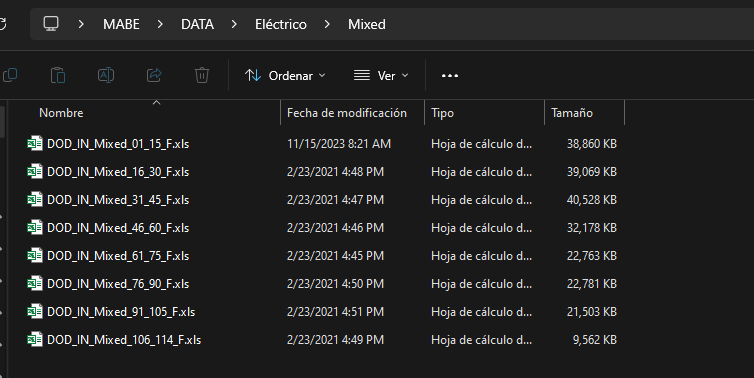 MABE > DATA > Eléctrico > Mixed
Ordenar Ver ...
Nombre Fecha de modificación Tipo Tamaño
DOD_IN_Mixed_01_15_F.xls 11/15/2023 8:21 AM Hoja de cálculo d... 38,860 KB
DOD_IN_Mixed_16_30_F.xls 2/23/2021 4:48 PM Hoja de cálculo d... 39,069 KB
DOD_IN_Mixed_31_45_F.xls 2/23/2021 4:47 PM Hoja de cálculo d... 40,528 KB
DOD_IN_Mixed_46_60_F.xls 2/23/2021 4:46 PM Hoja de cálculo d... 32,178 KB
DOD_IN_Mixed_61_75_F.xls 2/23/2021 4:45 PM Hoja de cálculo d... 22,763 KB
DOD_IN_Mixed_76_90_F.xls 2/23/2021 4:50 PM Hoja de cálculo d... 22,781 KB
DOD_IN_Mixed_91_105_F.xls 2/23/2021 4:51 PM Hoja de cálculo d... 21,503 KB
DOD_IN_Mixed_106_114_F.xls 2/23/2021 4:49 PM Hoja de cálculo d... 9,562 KB